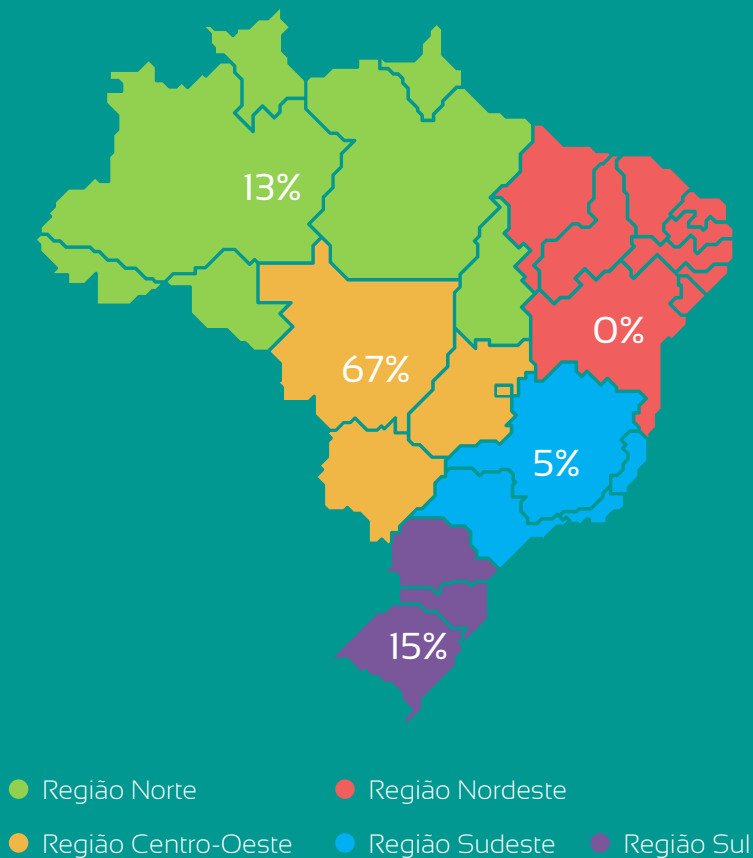 13%
0%
67%
5%
15%
Região Norte
Região Nordeste
Região Centro-Oeste
Região Sudeste
Região Sul